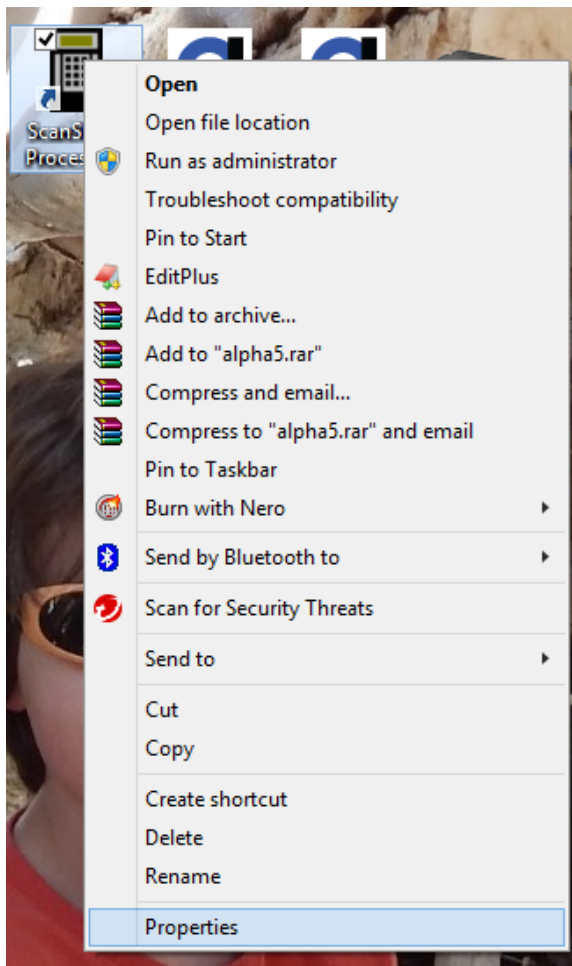 Open
Open file location
Run as administrator
Troubleshoot compatibility
Pin to Start
EditPlus
Add to archive...
Add to "alpha5.rar"
Compress and email...
Compress to "alpha5.rar" and email
Pin to Taskbar
Burn with Nero
Send by Bluetooth to
Scan for Security Threats
Send to
Cut
Copy
Create shortcut
Delete
Rename
Properties